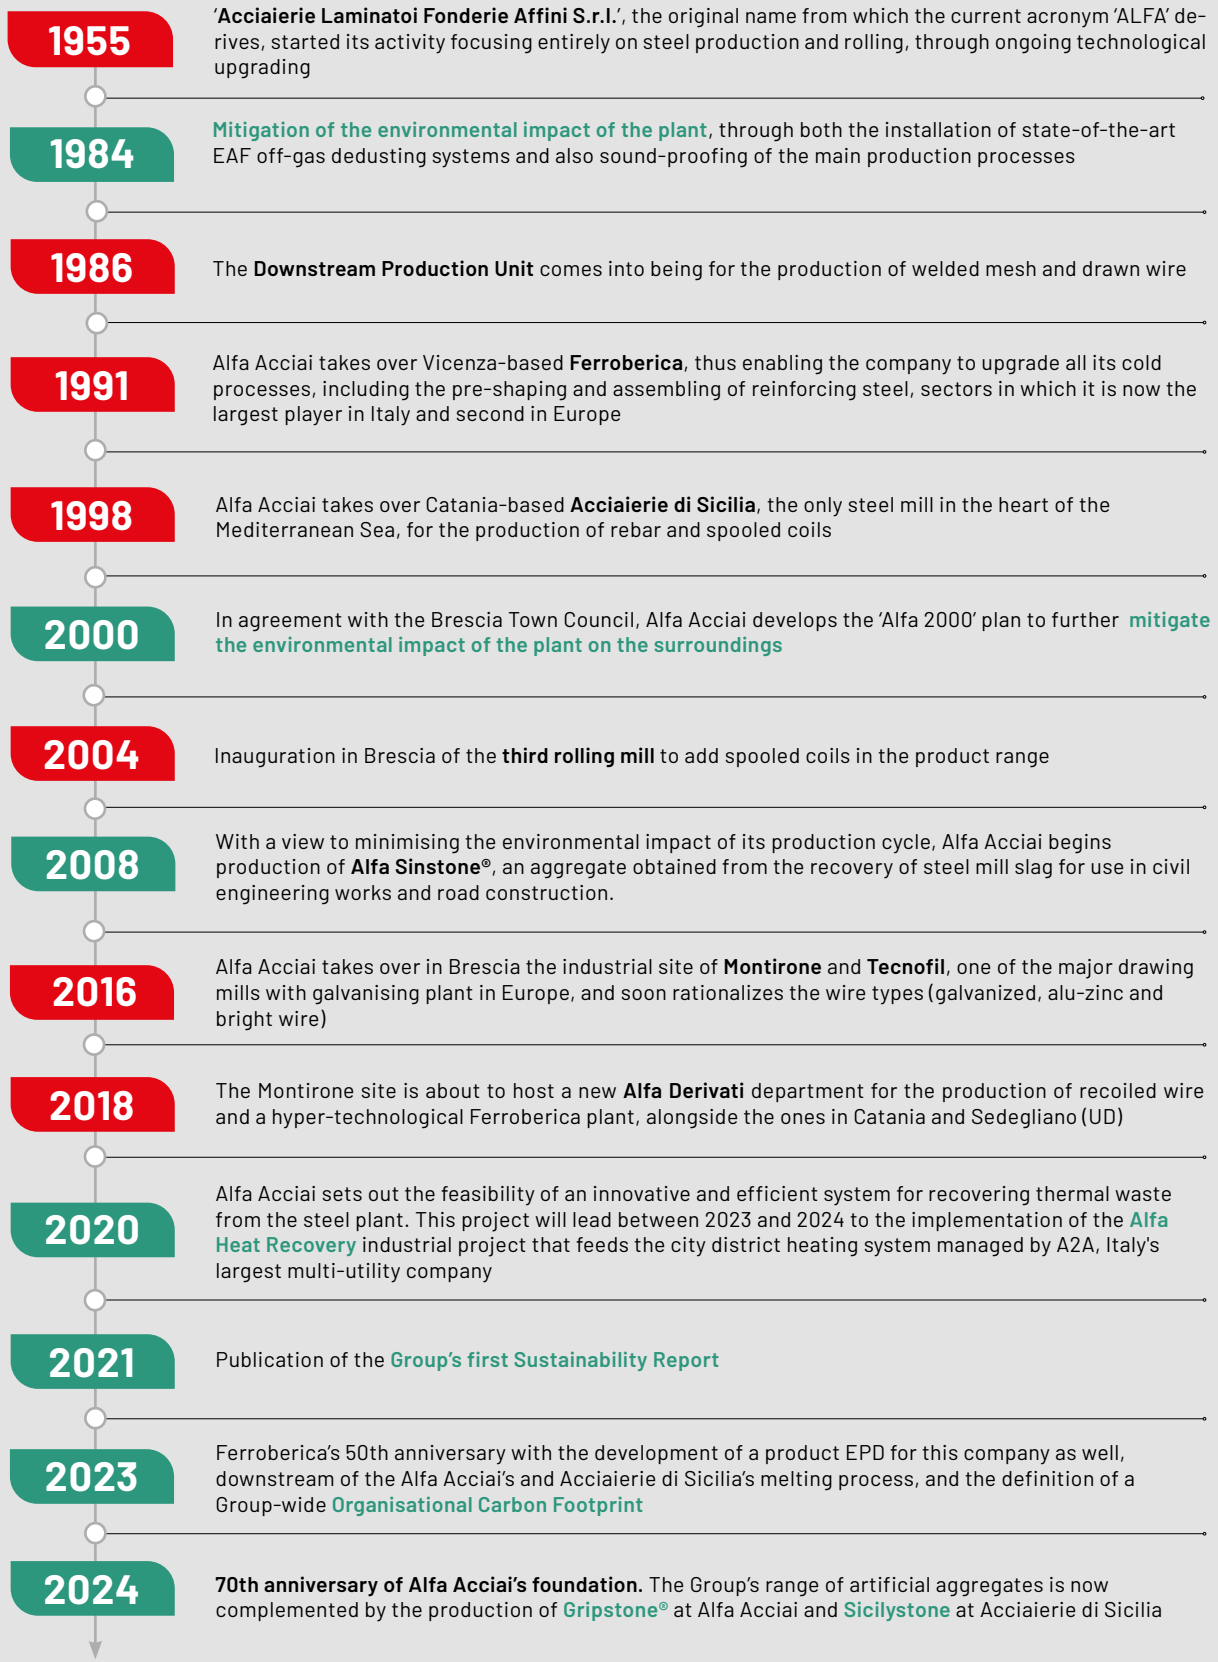 1955
‘Acciaierie Laminatoi Fonderie Affini S.r.l.’, the original name from which the current acronym ‘ALFA’ de-
rives, started its activity focusing entirely on steel production and rolling, through ongoing technological
upgrading
1984
Mitigation of the environmental impact of the plant, through both the installation of state-of-the-art
EAF off-gas dedusting systems and also sound-proofing of the main production processes
1986
The Downstream Production Unit comes into being for the production of welded mesh and drawn wire
1991
Alfa Acciai takes over Vicenza-based Ferroberica, thus enabling the company to upgrade all its cold
processes, including the pre-shaping and assembling of reinforcing steel, sectors in which it is now the
largest player in Italy and second in Europe
1998
Alfa Acciai takes over Catania-based Acciaierie di Sicilia, the only steel mill in the heart of the
Mediterranean Sea, for the production of rebar and spooled coils
2000
In agreement with the Brescia Town Council, Alfa Acciai develops the ‘Alfa 2000’ plan to further mitigate
the environmental impact of the plant on the surroundings
2004
Inauguration in Brescia of the third rolling mill to add spooled coils in the product range
2008
With a view to minimising the environmental impact of its production cycle, Alfa Acciai begins
production of Alfa Sinstone®, an aggregate obtained from the recovery of steel mill slag for use in civil
engineering works and road construction.
2016
Alfa Acciai takes over in Brescia the industrial site of Montirone and Tecnofil, one of the major drawing
mills with galvanising plant in Europe, and soon rationalizes the wire types (galvanized, alu-zinc and
bright wire)
2018
The Montirone site is about to host a new Alfa Derivati department for the production of recoiled wire
and a hyper-technological Ferroberica plant, alongside the ones in Catania and Sedegliano (UD)
2020
Alfa Acciai sets out the feasibility of an innovative and efficient system for recovering thermal waste
from the steel plant. This project will lead between 2023 and 2024 to the implementation of the Alfa
Heat Recovery industrial project that feeds the city district heating system managed by A2A, Italy's
largest multi-utility company
2021
Publication of the Group’s first Sustainability Report
2023
Ferroberica’s 50th anniversary with the development of a product EPD for this company as well,
downstream of the Alfa Acciai’s and Acciaierie di Sicilia’s melting process, and the definition of a
Group-wide Organisational Carbon Footprint
2024
70th anniversary of Alfa Acciai’s foundation. The Group’s range of artificial aggregates is now
complemented by the production of Gripstone® at Alfa Acciai and Sicilystone at Acciaierie di Sicilia